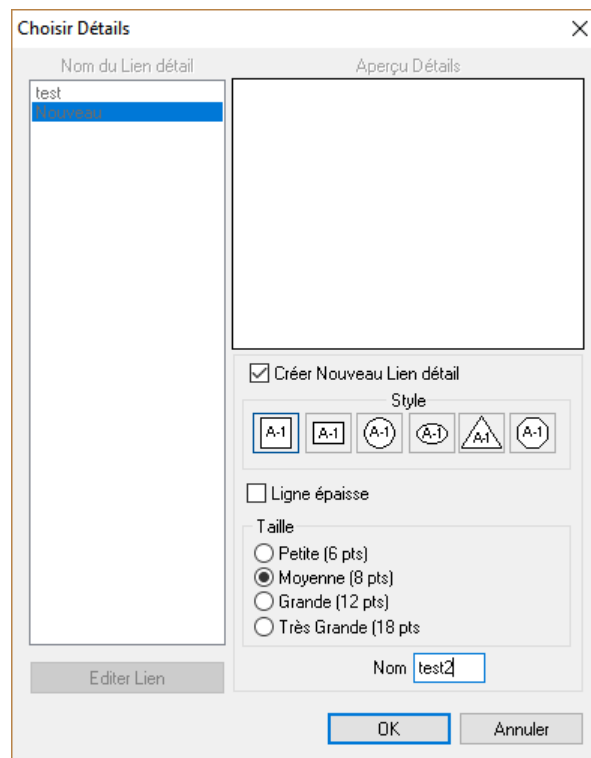 Choisir Détails
Nom du Lien détail
Aperçu Détails
test
Nouveau
Créer Nouveau Lien détail
Style
A-1 A-1 A-1 A-1 A-1 A-1
Ligne épaisse
Taille
Petite (6 pts)
Moyenne (8 pts)
Grande (12 pts)
Très Grande (18 pts
Nom test2
Editer Lien
OK Annuler